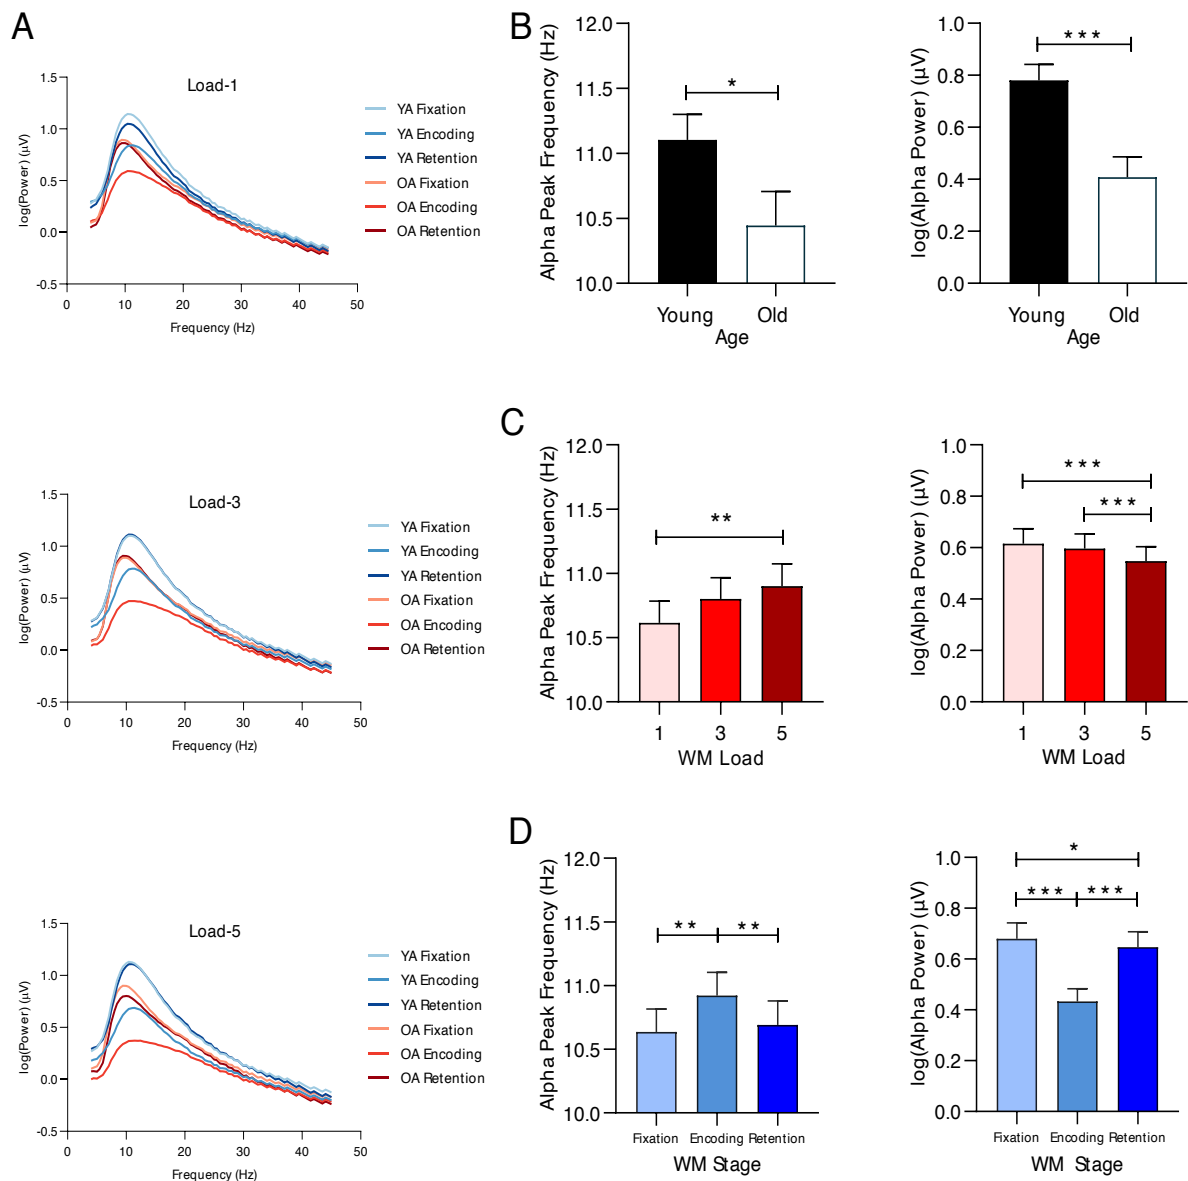 A
Load-1
log(Power) (µV)
1.5
1.0
0.5
0.0
-0.5
0 10 20 30 40 50
Frequency (Hz)
YA Fixation
YA Encoding
YA Retention
OA Fixation
OA Encoding
OA Retention
B
Alpha Peak Frequency (Hz)
12.0
11.5
11.0
10.5
10.0
*
Young Old
Age
log(Alpha Power) (µV)
1.0
0.8
0.6
0.4
0.2
0.0
***
Young Old
Age
Load-3
log(Power) (µV)
1.5
1.0
0.5
0.0
-0.5
0 10 20 30 40 50
Frequency (Hz)
YA Fixation
YA Encoding
YA Retention
OA Fixation
OA Encoding
OA Retention
C
Alpha Peak Frequency (Hz)
12.0
11.5
11.0
10.5
10.0
**
1 3 5
WM Load
log(Alpha Power) (µV)
1.0
0.8
0.6
0.4
0.2
0.0
***
***
1 3 5
WM Load
Load-5
log(Power) (µV)
1.5
1.0
0.5
0.0
-0.5
0 10 20 30 40 50
Frequency (Hz)
YA Fixation
YA Encoding
YA Retention
OA Fixation
OA Encoding
OA Retention
D
Alpha Peak Frequency (Hz)
12.0
11.5
11.0
10.5
10.0
** **
Fixation Encoding Retention
WM Stage
log(Alpha Power) (µV)
1.0
0.8
0.6
0.4
0.2
0.0
*
*** ***
Fixation Encoding Retention
WM Stage